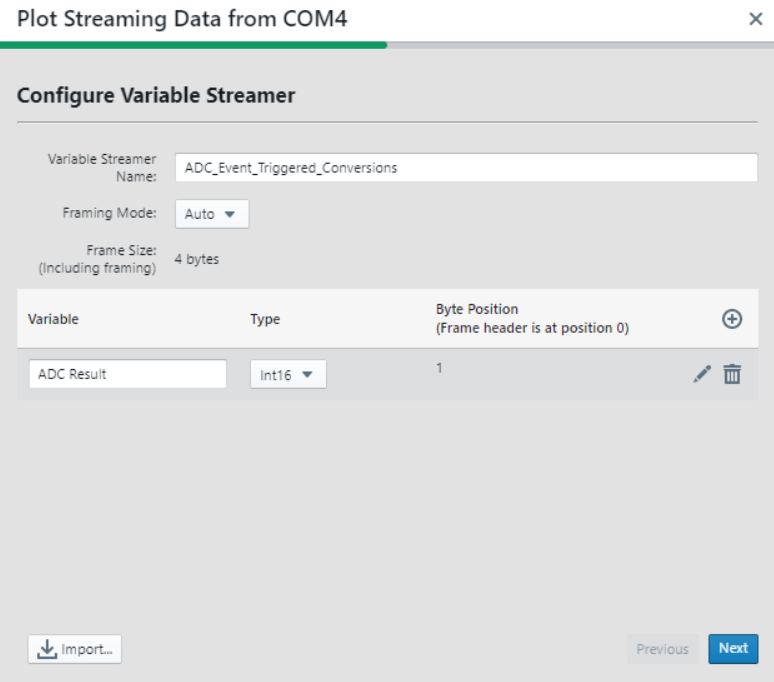 Plot Streaming Data from COM4
Configure Variable Streamer
Variable Streamer
Name:
ADC_Event_Triggered_Conversions
Framing Mode:
Auto
Frame Size:
(Including framing)
4 bytes
Variable
Type
Byte Position
(Frame header is at position 0)
ADC Result
Int16
1
Import...
Previous
Next